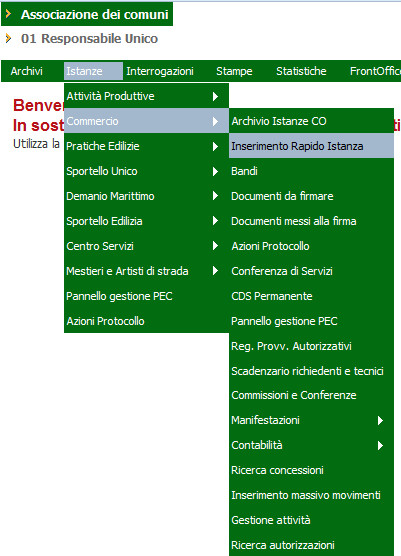 Associazione dei comuni
01 Responsabile Unico
Archivi Istanze Interrogazioni Stampe Statistiche FrontOffic
Benve
In sost ti
Utilizza la
Attività Produttive
Commercio
Pratiche Edilizie
Sportello Unico
Demanio Marittimo
Sportello Edilizia
Centro Servizi
Mestieri e Artisti di strada
Pannello gestione PEC
Azioni Protocollo
Archivio Istanze CO
Inserimento Rapido Istanza
Bandi
Documenti da firmare
Documenti messi alla firma
Azioni Protocollo
Conferenza di Servizi
CDS Permanente
Pannello gestione PEC
Reg. Provv. Autorizzativi
Scadenzario richiedenti e tecnici
Commissioni e Conferenze
Manifestazioni
Contabilità
Ricerca concessioni
Inserimento massivo movimenti
Gestione attività
Ricerca autorizzazioni